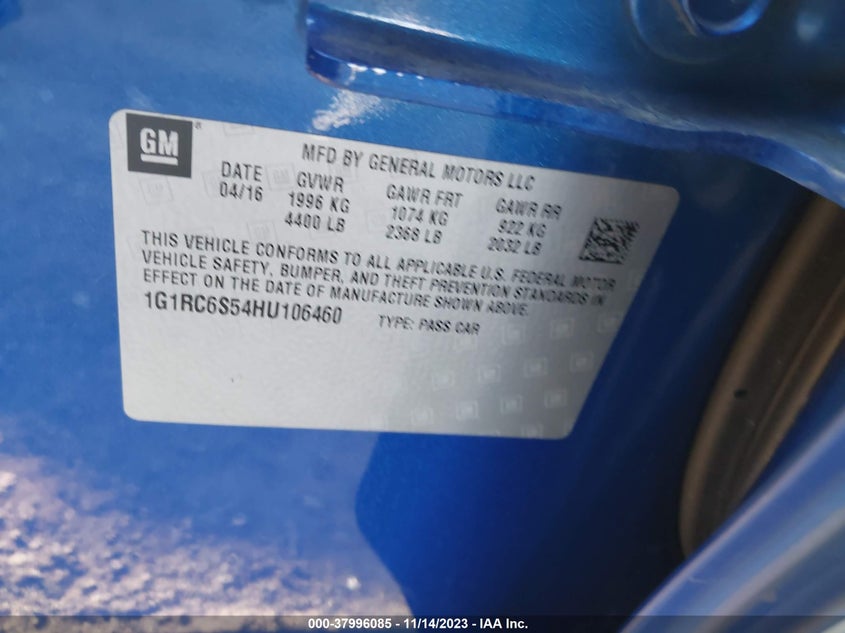 GM
MFD BY GENERAL MOTORS LLC
DATE GVWR GAWR FRT GAWR RR
04/16 1996 KG 1074 KG 922 KG
4400 LB 2368 LB 2032 LB
THIS VEHICLE CONFORMS TO ALL APPLICABLE U.S. FEDERAL MOTOR
VEHICLE SAFETY, BUMPER, AND THEFT PREVENTION STANDARDS IN
EFFECT ON THE DATE OF MANUFACTURE SHOWN ABOVE.
1G1RC6S54HU106460 TYPE: PASS CAR
000-37996085 - 11/14/2023 - IAA Inc.